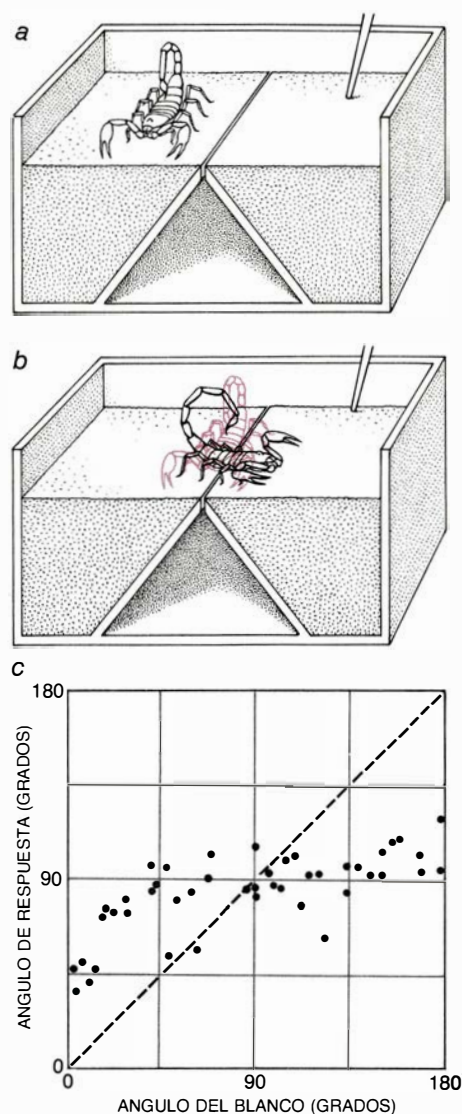 a
b
c
180
90
0
0
90
180
ANGULO DE RESPUESTA (GRADOS)
ANGULO DEL BLANCO (GRADOS)